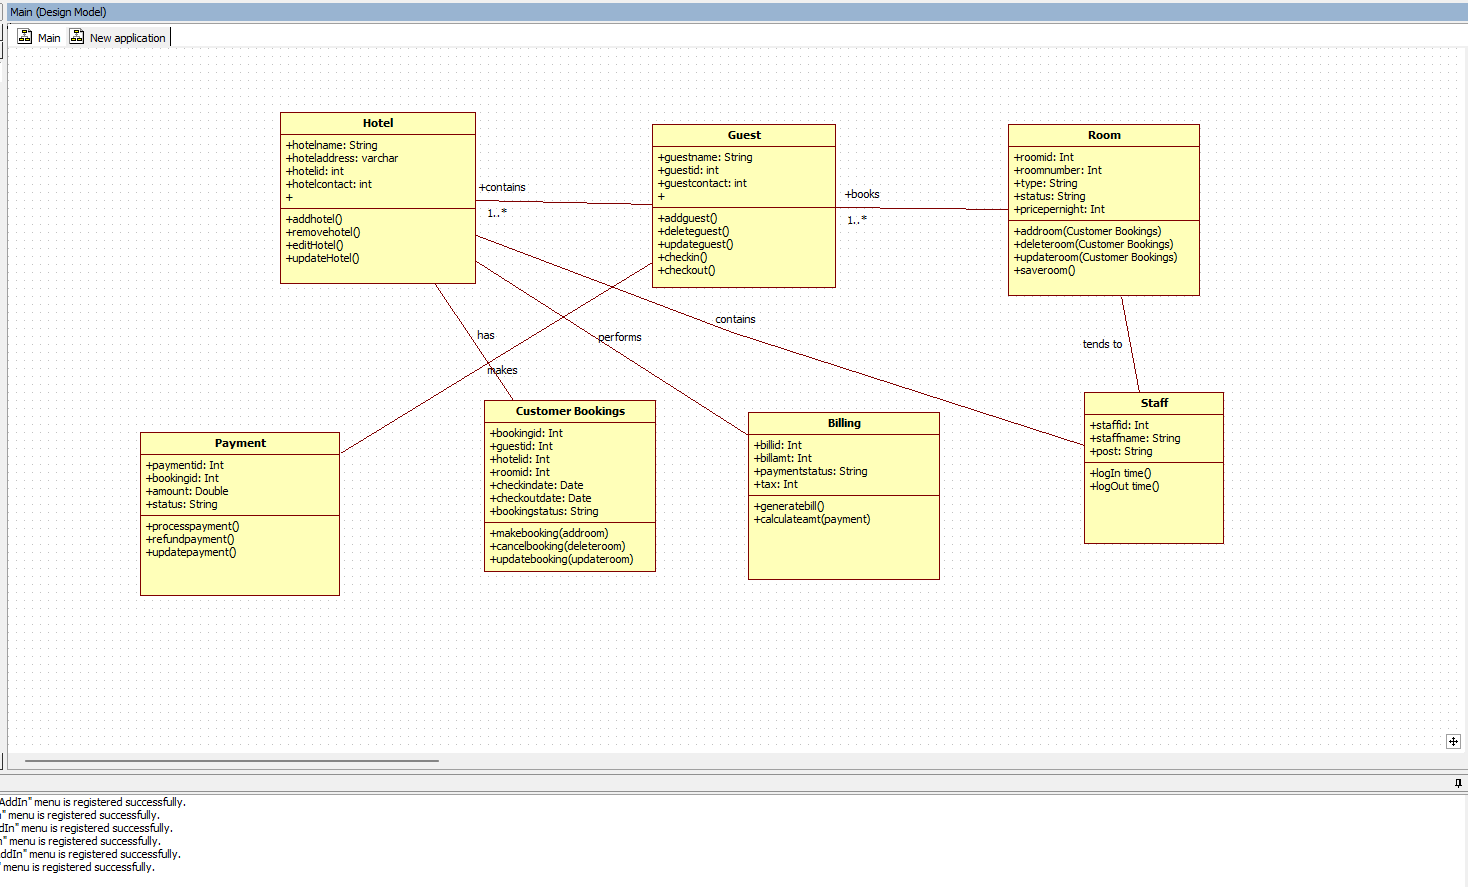 Main (Design Model)
Main New application
Hotel
+hotelname: String
+hoteladdress: varchar
+hotelid: int
+hotelcontact: int
+
+addhotel()
+removehotel()
+editHotel()
+updateHotel()
+contains
1..*
Guest
+guestname: String
+guestid: int
+guestcontact: int
+
+addguest()
+deleteguest()
+updateguest()
+checkin()
+checkout()
+books
1..*
Room
+roomid: Int
+roomnumber: Int
+type: String
+status: String
+pricepernight: Int
+addroom(Customer Bookings)
+deleteroom(Customer Bookings)
+updateroom(Customer Bookings)
+saveroom()
has
makes
performs
contains
tends to
Payment
+paymentid: Int
+bookingid: Int
+amount: Double
+status: String
+processpayment()
+refundpayment()
+updatepayment()
Customer Bookings
+bookingid: Int
+guestid: Int
+hotelid: Int
+roomid: Int
+checkindate: Date
+checkoutdate: Date
+bookingstatus: String
+makebooking(addroom)
+cancelbooking(deleteroom)
+updatebooking(updateroom)
Billing
+billid: Int
+billamt: Int
+paymentstatus: String
+tax: Int
+generatebill()
+calculateamt(payment)
Staff
+staffid: Int
+staffname: String
+post: String
+logIn time()
+logOut time()
AddIn" menu is registered successfully.
" menu is registered successfully.
dIn" menu is registered successfully.
" menu is registered successfully.
ddIn" menu is registered successfully.
" menu is registered successfully.